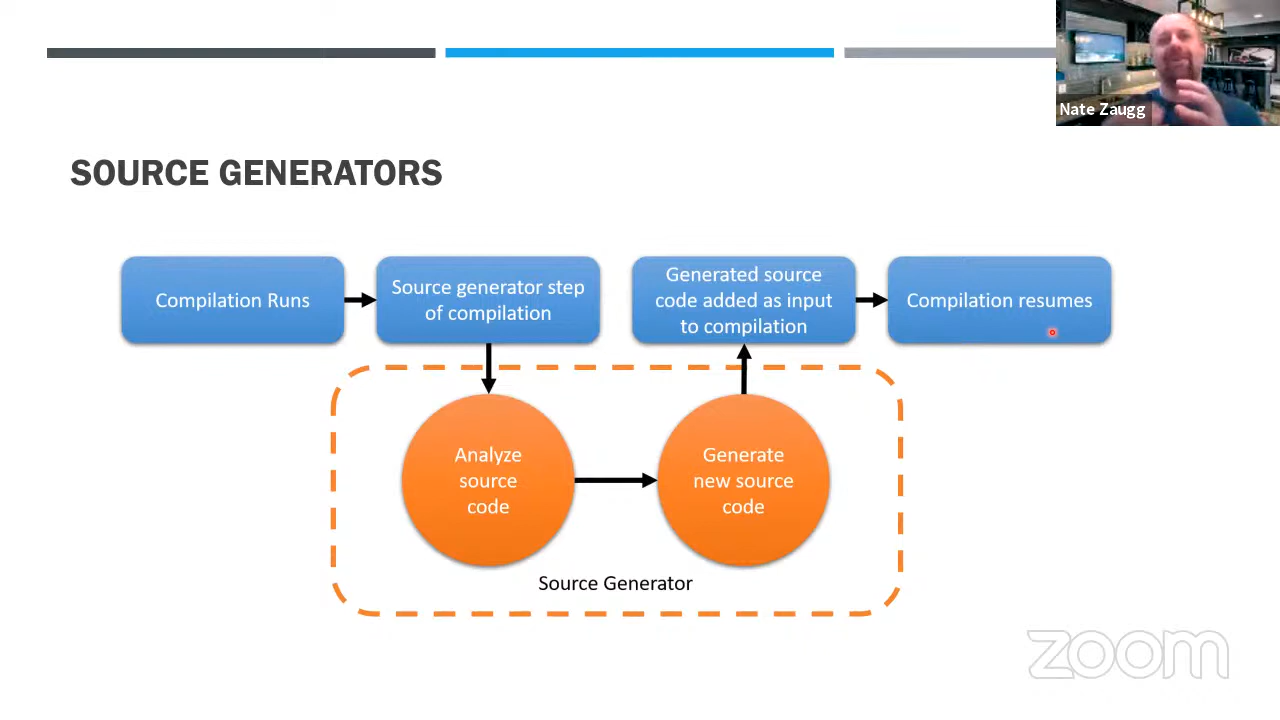 Nate Zaugg
SOURCE GENERATORS
Compilation Runs
Source generator step
of compilation
Generated source
code added as input
to compilation
Compilation resumes
Analyze
source
code
Generate
new source
code
Source Generator
zoom